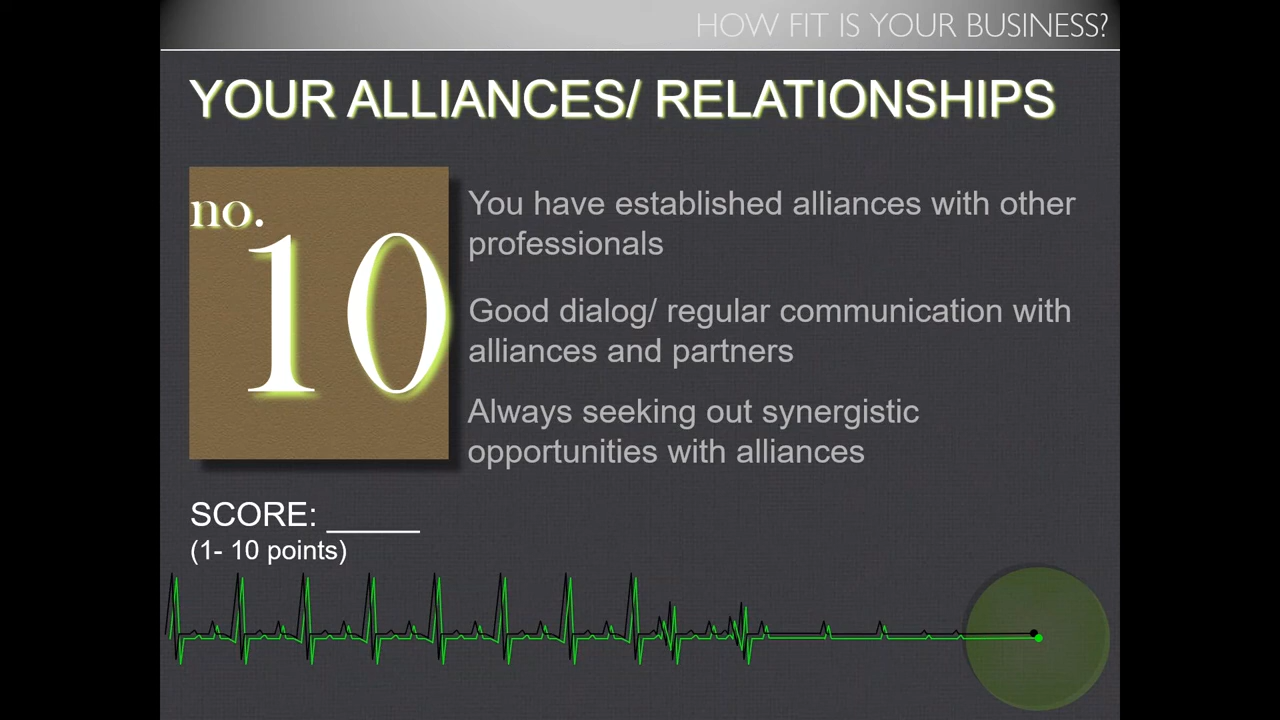 HOW FIT IS YOUR BUSINESS?
YOUR ALLIANCES/ RELATIONSHIPS
no.
10
You have established alliances with other
professionals
Good dialog/ regular communication with
alliances and partners
Always seeking out synergistic
opportunities with alliances
SCORE: _____
(1- 10 points)